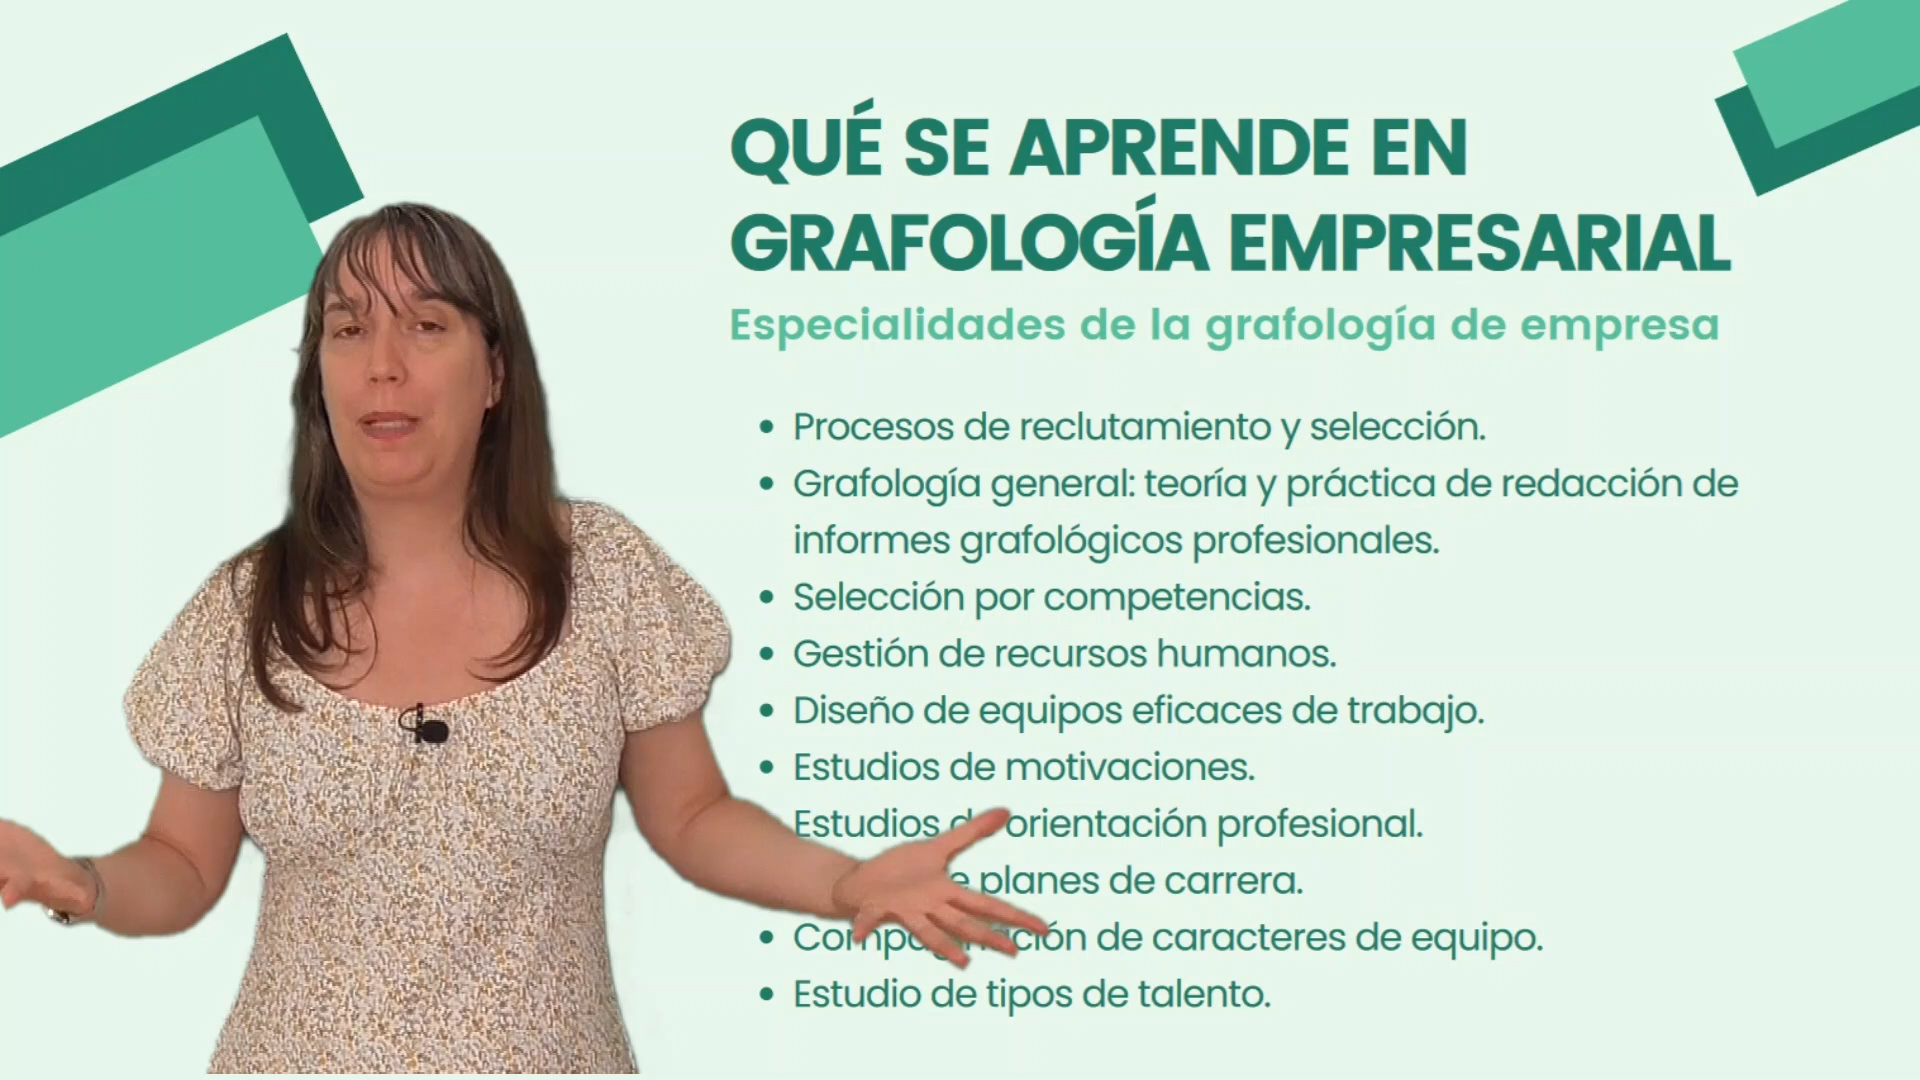 QUÉ SE APRENDE EN
GRAFOLOGÍA EMPRESARIAL
Especialidades de la grafología de empresa
• Procesos de reclutamiento y selección.
• Grafología general: teoría y práctica de redacción de
informes grafológicos profesionales.
• Selección por competencias.
• Gestión de recursos humanos.
• Diseño de equipos eficaces de trabajo.
• Estudios de motivaciones.
Estudios de orientación profesional.
planes de carrera.
• de caracteres de equipo.
• Estudio de tipos de talento.